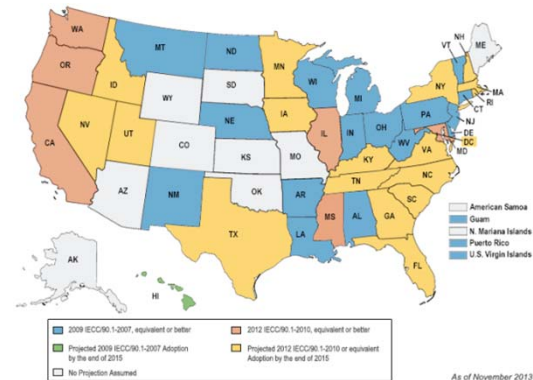 WA
OR
CA
ID
NV
UT
AZ
MT
WY
CO
NM
ND
SD
NE
KS
OK
TX
MN
IA
MO
AR
LA
WI
IL
MS
MI
IN
KY
TN
AL
OH
WV
GA
FL
SC
NC
VA
PA
NY
VT
NH
ME
MA
RI
CT
NJ
DE
DC
MD
AK
HI
American Samoa
Guam
N. Mariana Islands
Puerto Rico
U.S. Virgin Islands
2009 IECC/90.1-2007, equivalent or better
2012 IECC/90.1-2010, equivalent or better
Projected 2009 IECC/90.1-2007 Adoption
by the end of 2015
Projected 2012 IECC/90.1-2010 or equivalent
Adoption by the end of 2015
No Projection Assumed
As of November 2013